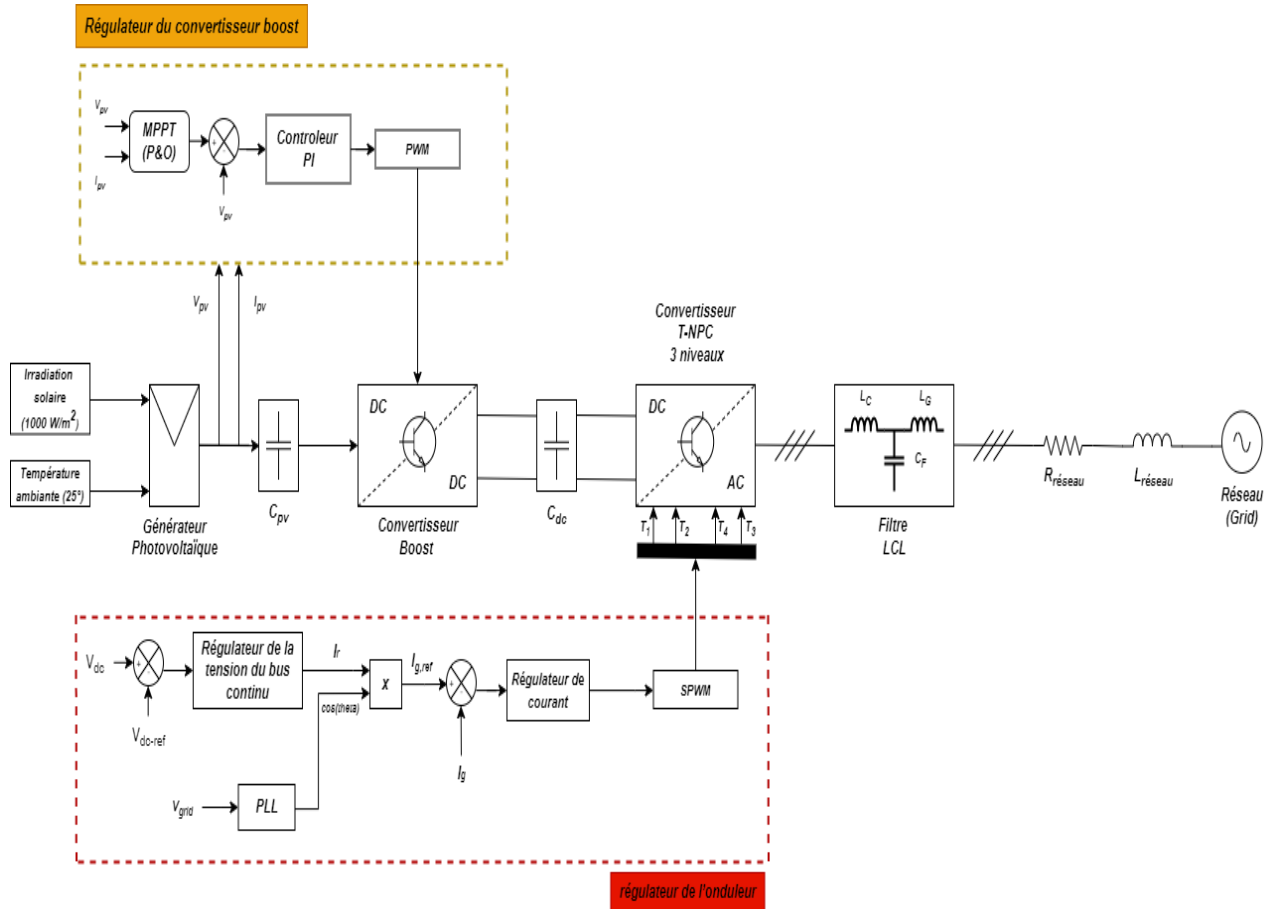 Régulateur du convertisseur boost
Vpv
Ipv
MPPT
(P&O)
+
-
Vpv
Controleur
PI
PWM
Vpv
Ipv
Irradiation
solaire
(1000 W/m²)
Température
ambiante (25°)
Générateur
Photovoltaïque
Cpv
DC
DC
Convertisseur
Boost
Cdc
Convertisseur
T-NPC
3 niveaux
DC
AC
T1
T2
T4
T3
LC
LG
CF
Filtre
LCL
Rréseau
Lréseau
Réseau
(Grid)
Vdc
+
-
Vdc-ref
Régulateur de la
tension du bus
continu
Ir
cos(theta)
X
Ig,ref
+
Ig
Régulateur de
courant
SPWM
Vgrid
PLL
régulateur de l'onduleur